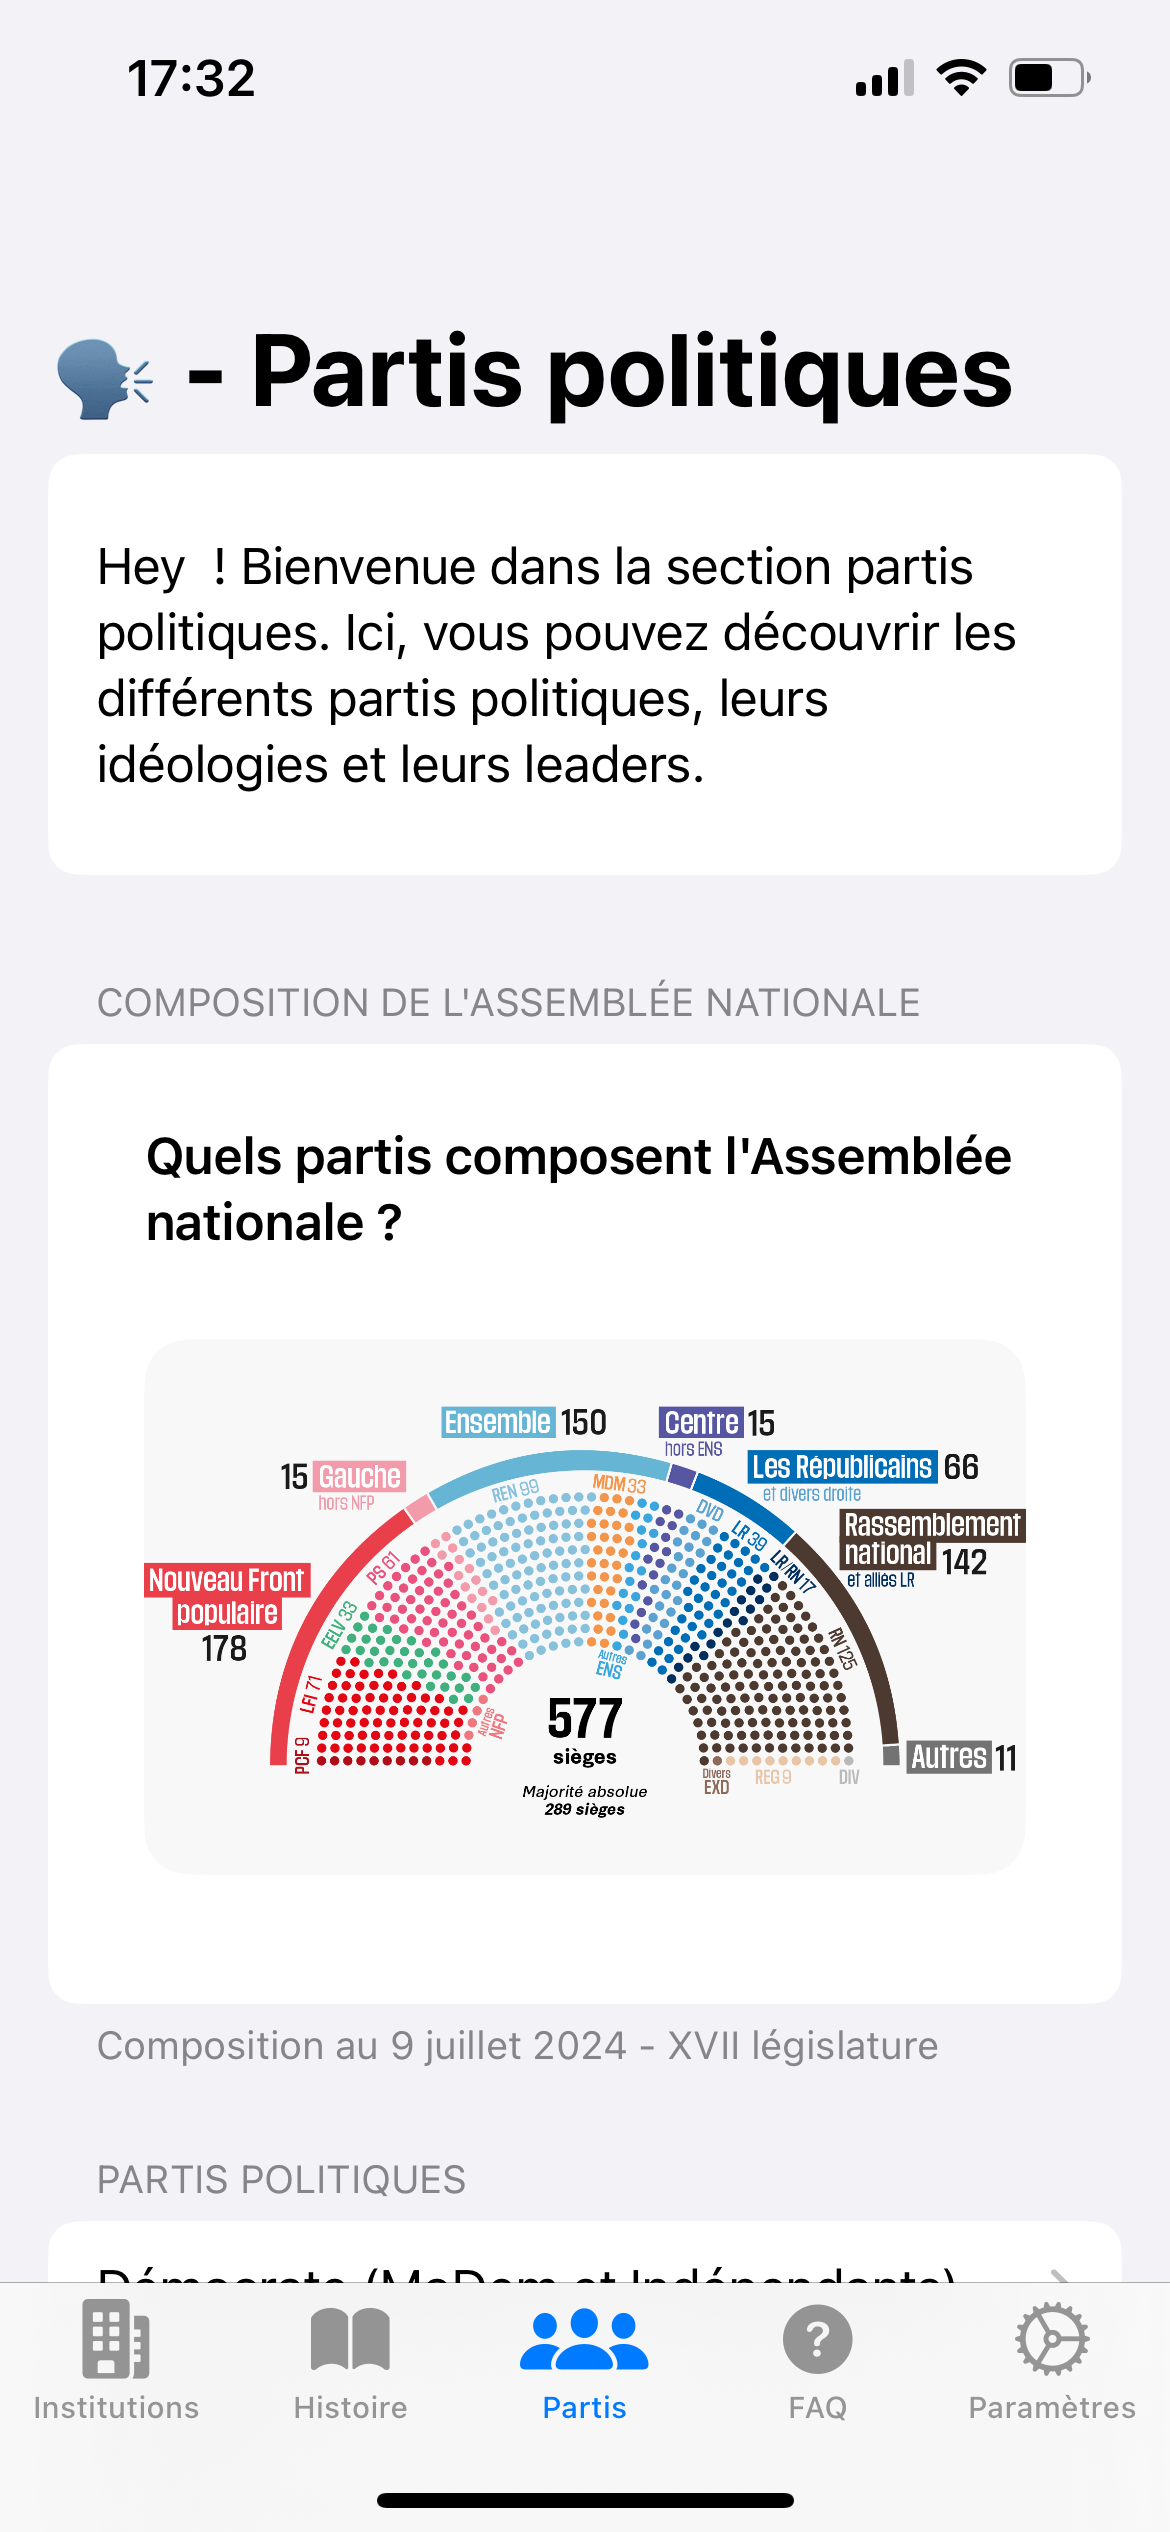 17:32
- Partis politiques
Hey  ! Bienvenue dans la section partis
politiques. Ici, vous pouvez découvrir les
différents partis politiques, leurs
idéologies et leurs leaders.
COMPOSITION DE L'ASSEMBLÉE NATIONALE
Quels partis composent l'Assemblée
nationale ?
Ensemble 150
Centre 15
hors ENS
15 Gauche
hors NFP
Les Républicains 66
et divers droite
Rassemblement
national 142
et alliés LR
Nouveau Front
populaire
178
REN 99
MDM 33
DVD
LR 39
LR/RN 17
PS 61
EELV 33
RN 125
LFI 71
PCF 9
Autres
ENS
Autres
NFP
577
sièges
Majorité absolue
289 sièges
Divers
EXD
REG 9
DIV
Autres 11
Composition au 9 juillet 2024 - XVII législature
PARTIS POLITIQUES
Démocrate (MoDem et Indépendants)
Institutions
Histoire
Partis
FAQ
Paramètres